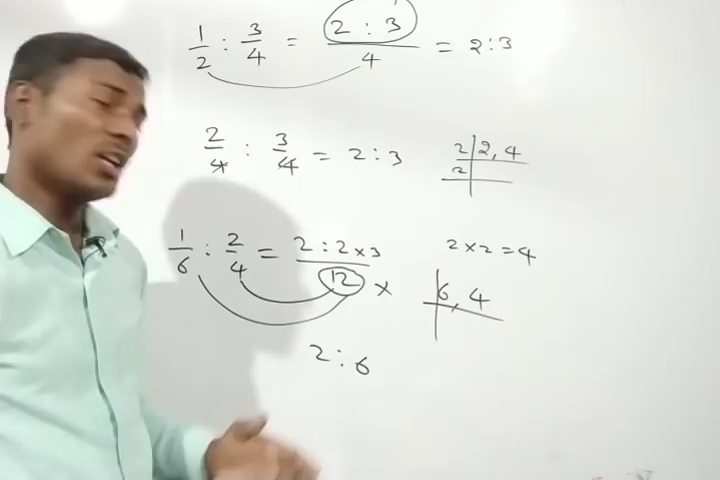 1/2 : 3/4 = 2 : 3/4 = 2:3
2/4 : 3/4 = 2:3
2 | 2, 4
2 |
1/6 : 2/4 = 2 : 2 x 3/12 x
2 x 2 = 4
6, 4
2 : 6